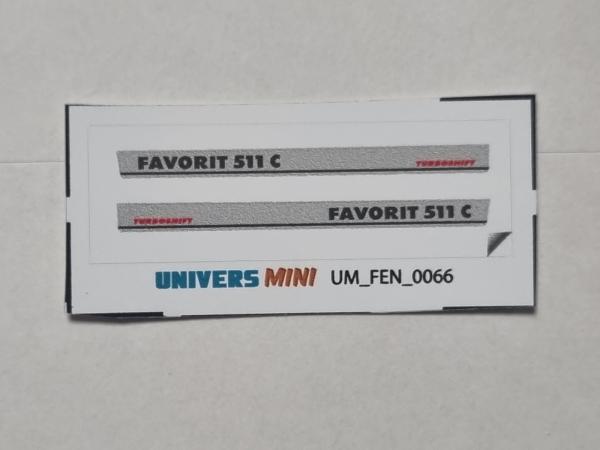 FAVORIT 511 C TURBOSHIFT
TURBOSHIFT FAVORIT 511 C
UNIVERS MINI UM_FEN_0066